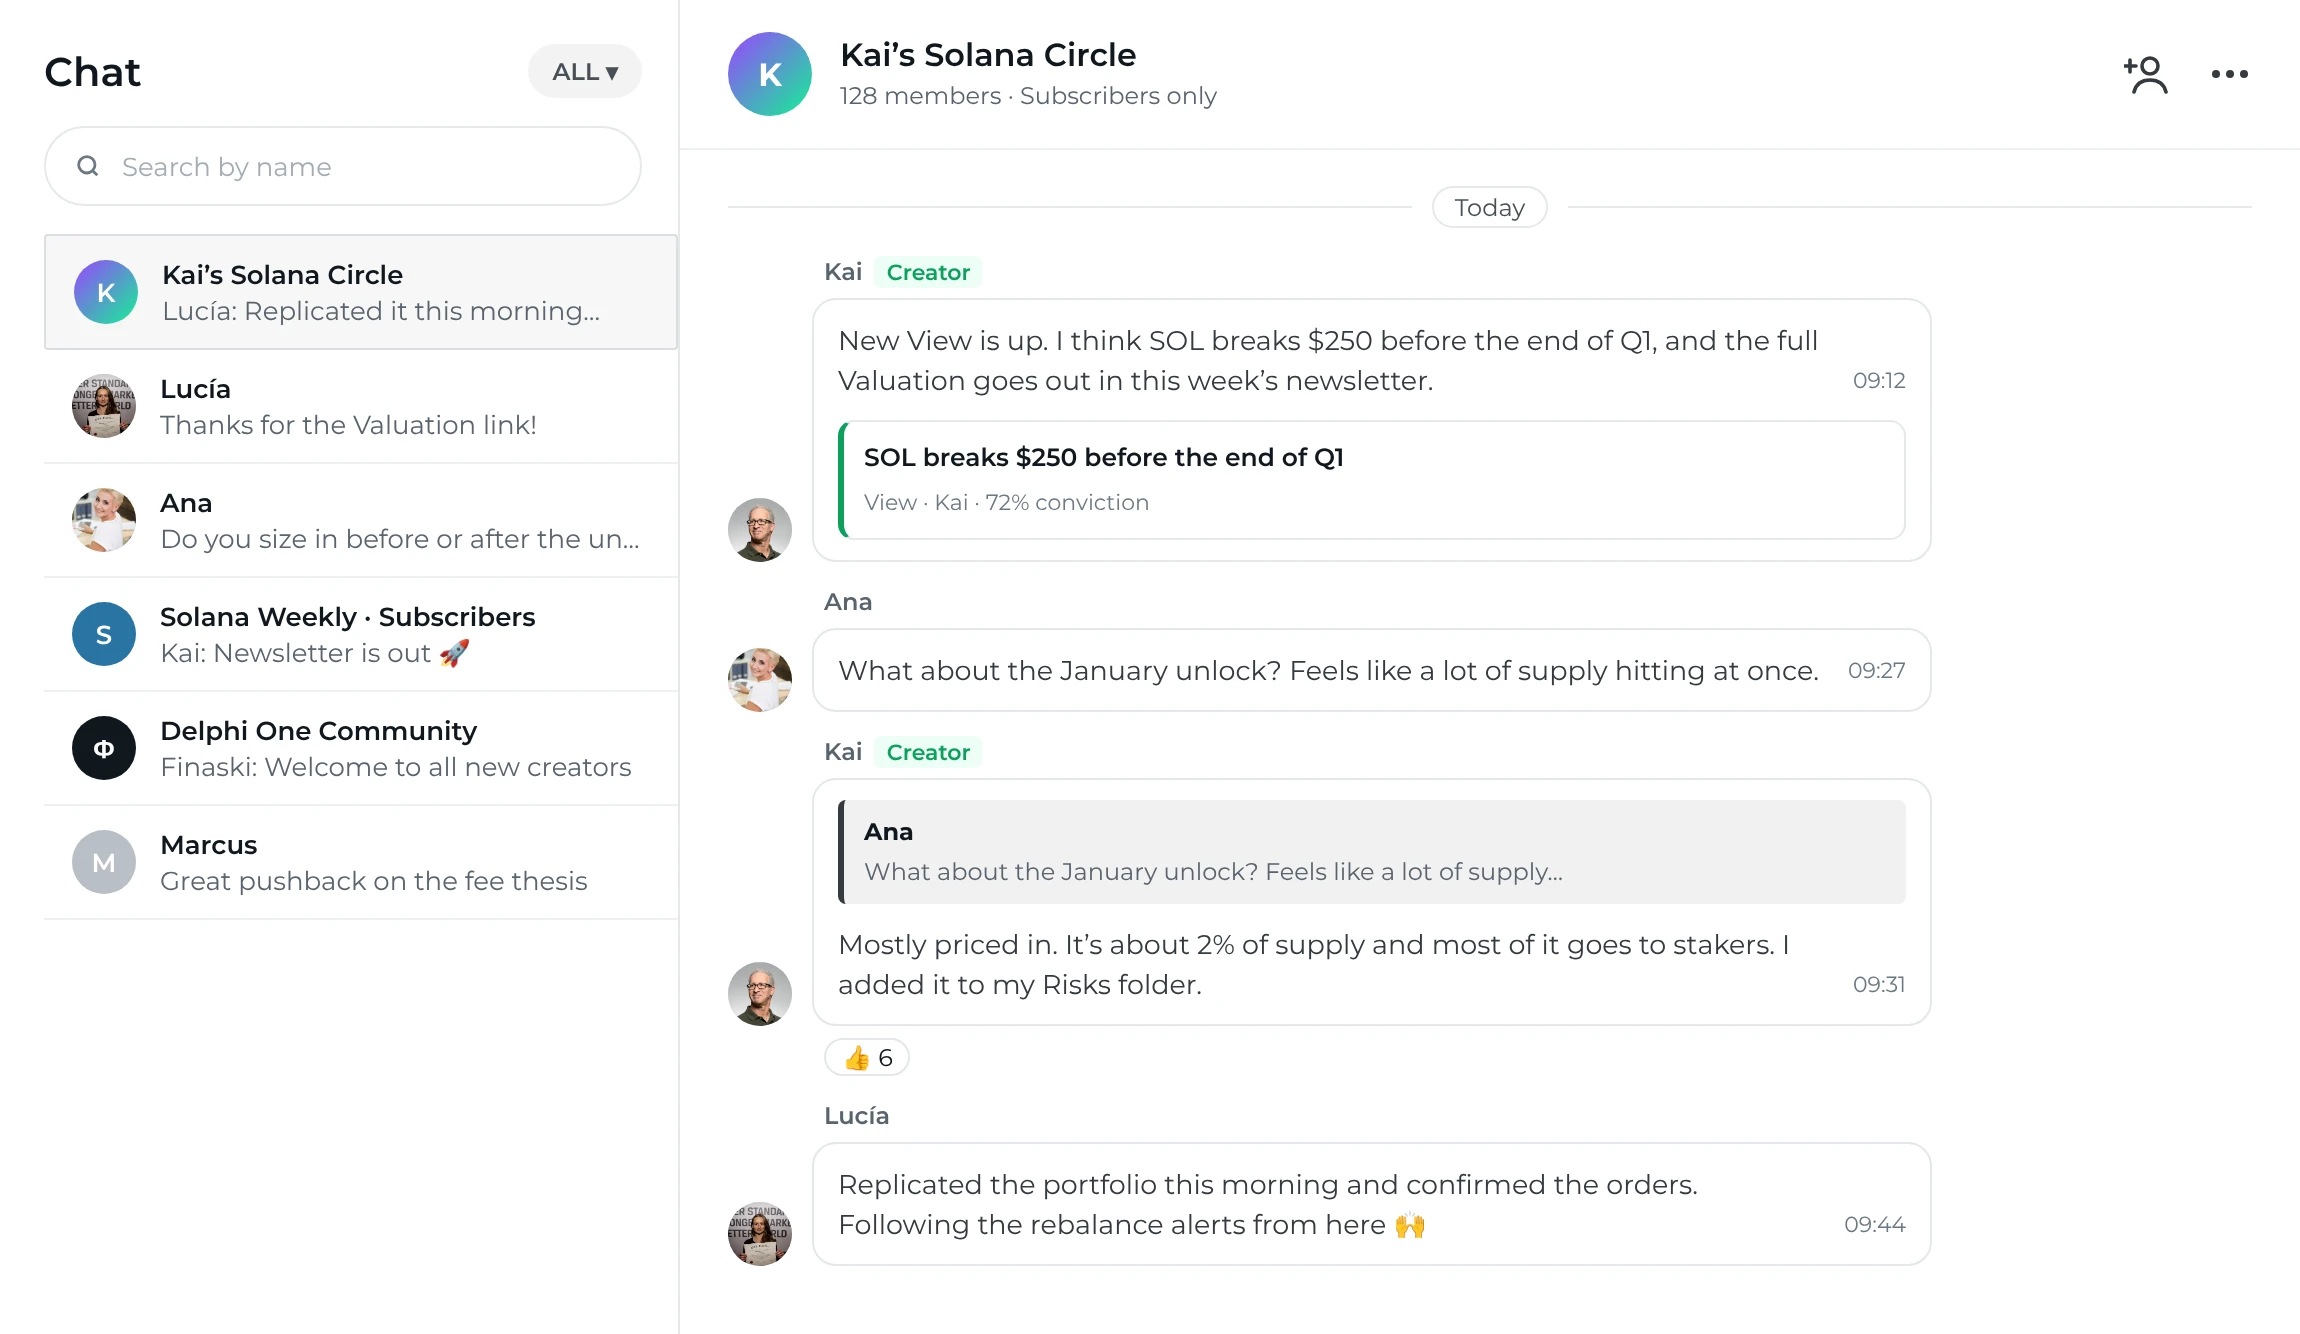 Chat
ALL ▾
Search by name
K
Kai’s Solana Circle
Lucía: Replicated it this morning...
Lucía
Thanks for the Valuation link!
Ana
Do you size in before or after the un...
S
Solana Weekly · Subscribers
Kai: Newsletter is out 🚀
Φ
Delphi One Community
Finaski: Welcome to all new creators
M
Marcus
Great pushback on the fee thesis
K
Kai’s Solana Circle
128 members · Subscribers only
Today
Kai Creator
New View is up. I think SOL breaks $250 before the end of Q1, and the full
Valuation goes out in this week’s newsletter.
09:12
SOL breaks $250 before the end of Q1
View · Kai · 72% conviction
Ana
What about the January unlock? Feels like a lot of supply hitting at once.
09:27
Kai Creator
Ana
What about the January unlock? Feels like a lot of supply...
Mostly priced in. It’s about 2% of supply and most of it goes to stakers. I
added it to my Risks folder.
09:31
👍 6
Lucía
Replicated the portfolio this morning and confirmed the orders.
Following the rebalance alerts from here 🙌
09:44